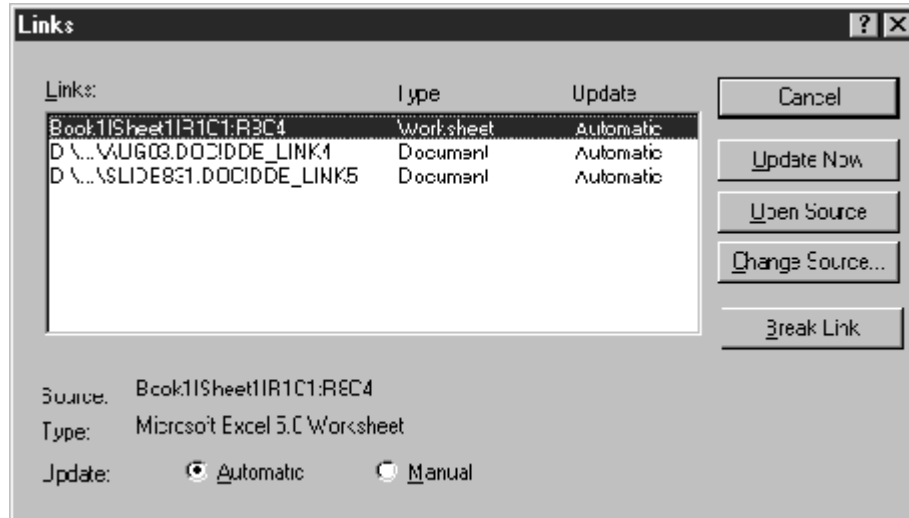 Links
Links: Type Update
Book1!Sheet1!R1C1:R8C4 Worksheet Automatic
D:\...\AUG03.DOC!DDE_LINK4 Document Automatic
D:\...\SLIDE831.DOC!DDE_LINK5 Document Automatic
Cancel
Update Now
Open Source
Change Source...
Break Link
Source: Book1!Sheet1!R1C1:R8C4
Type: Microsoft Excel 5.0 Worksheet
Update: Automatic Manual